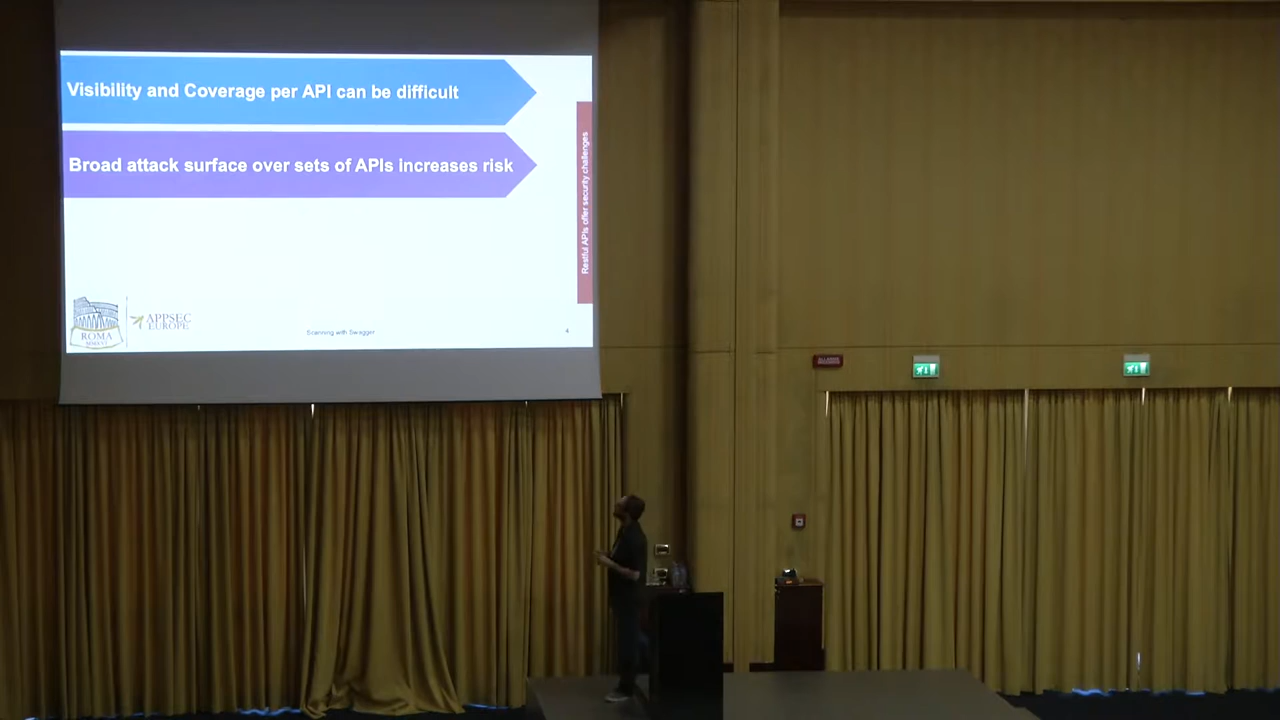 Visibility and Coverage per API can be difficult
Broad attack surface over sets of APIs increases risk
Restful APIs offer security challenges
ROMA
MMXVI
APPSEC
EUROPE
Scanning with Swagger
4